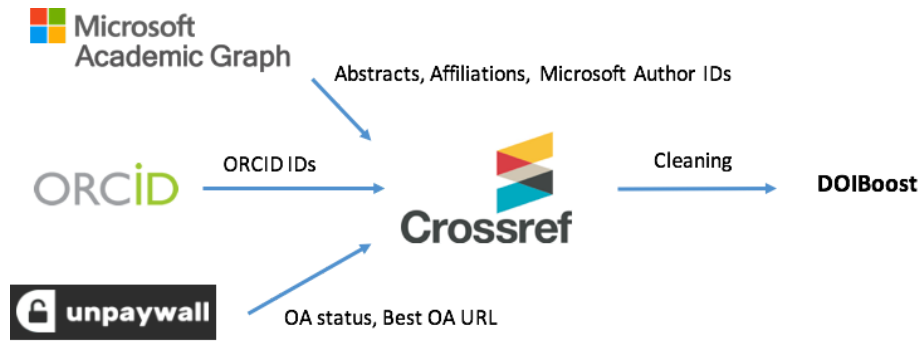 Microsoft
Academic Graph
Abstracts, Affiliations, Microsoft Author IDs
ORCID
ORCID IDs
Crossref
Cleaning
DOIBoost
unpaywall
OA status, Best OA URL